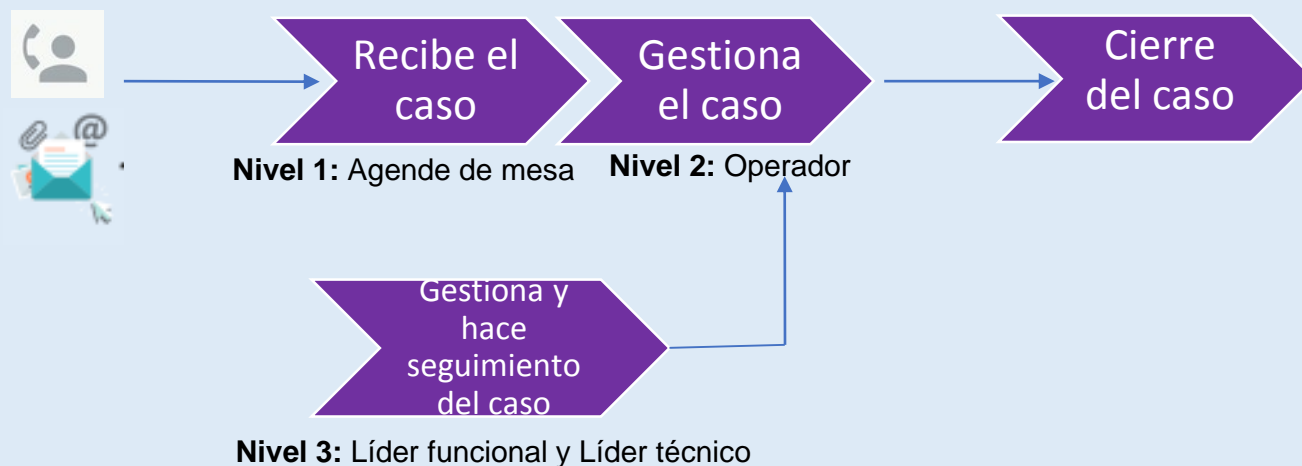 Recibe el
caso
Gestiona
el caso
Cierre
del caso
Nivel 1: Agende de mesa
Nivel 2: Operador
Gestiona y
hace
seguimiento
del caso
Nivel 3: Líder funcional y Líder técnico